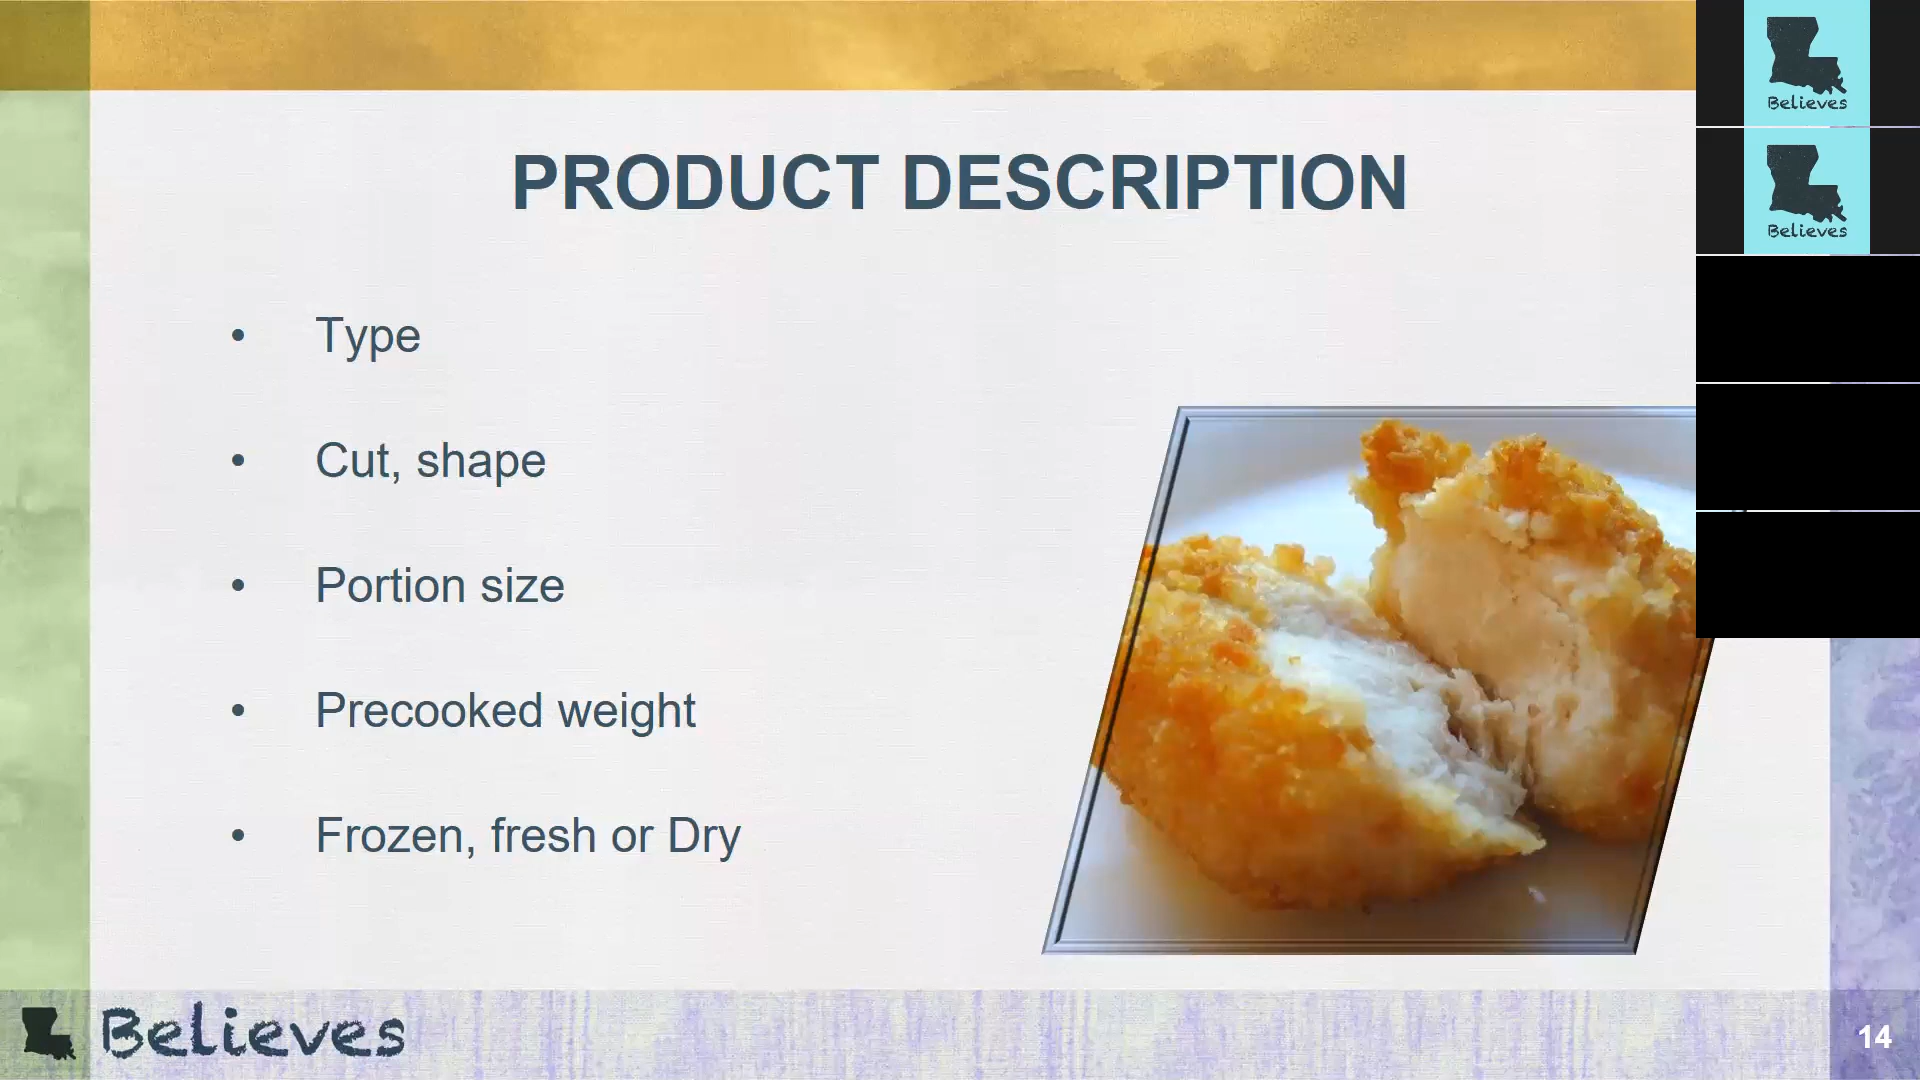 Believes
Believes
PRODUCT DESCRIPTION
• Type
• Cut, shape
• Portion size
• Precooked weight
• Frozen, fresh or Dry
Believes
14